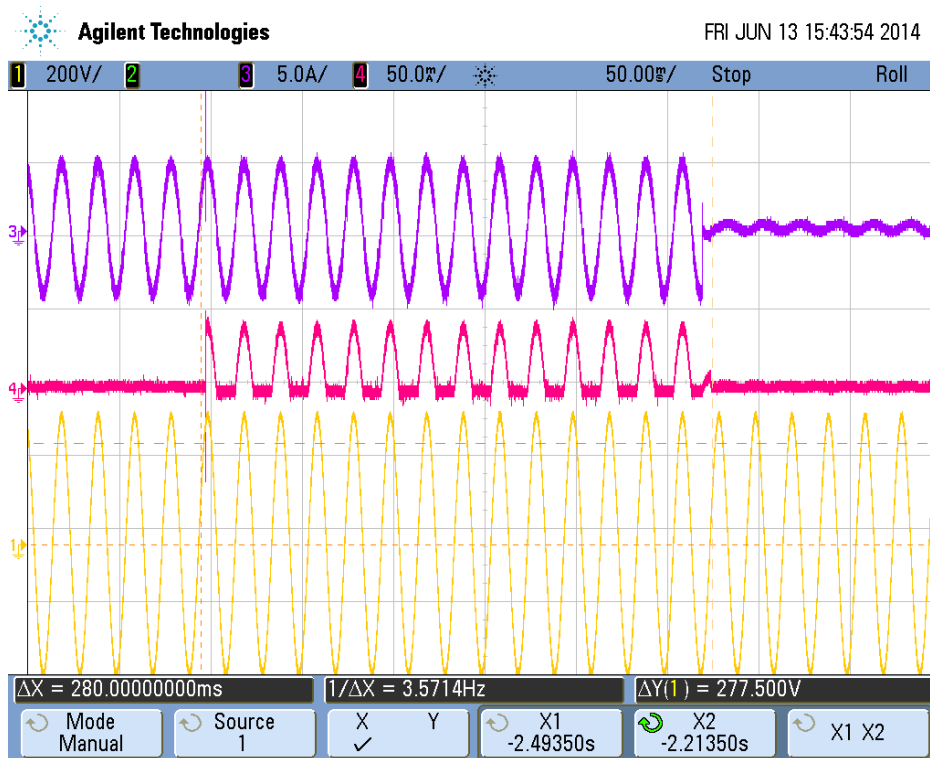 Agilent Technologies
FRI JUN 13 15:43:54 2014
1 200V/ 2 3 5.0A/ 4 50.0 / 50.00 / Stop Roll
3
4
1
ΔX = 280.00000000ms 1/ΔX = 3.5714Hz ΔY(1) = 277.500V
Mode Source X Y X1 X2 X1 X2
Manual 1 ✓ -2.49350s -2.21350s